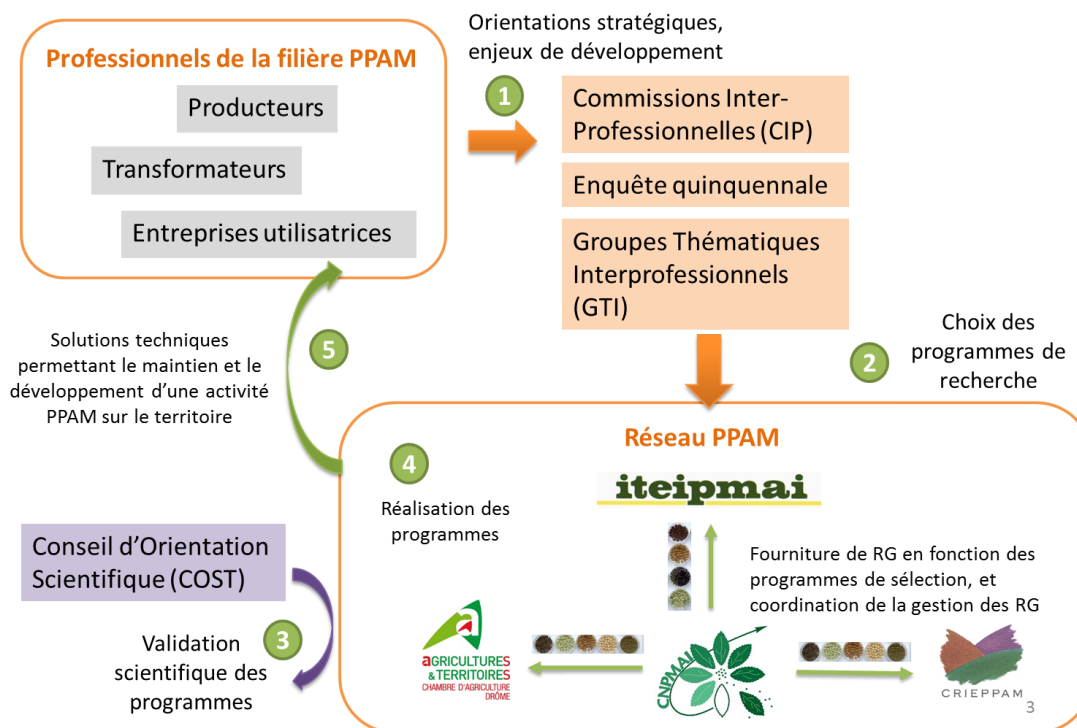 Professionnels de la filière PPAM
Producteurs
Transformateurs
Entreprises utilisatrices
Orientations stratégiques,
enjeux de développement
1
Commissions Inter-
Professionnelles (CIP)
Enquête quinquennale
Groupes Thématiques
Interprofessionnels
(GTI)
2
Choix des
programmes de
recherche
5
Solutions techniques
permettant le maintien et le
développement d’une activité
PPAM sur le territoire
Réseau PPAM
4
Réalisation des
programmes
iteipmai
Conseil d’Orientation
Scientifique (COST)
3
Validation
scientifique des
programmes
Fourniture de RG en fonction des
programmes de sélection, et
coordination de la gestion des RG
a
aGRICULTURES
& TERRITOIRES
CHAMBRE D'AGRICULTURE
DRÔME
CNPMAI
CRIEPPAM
3